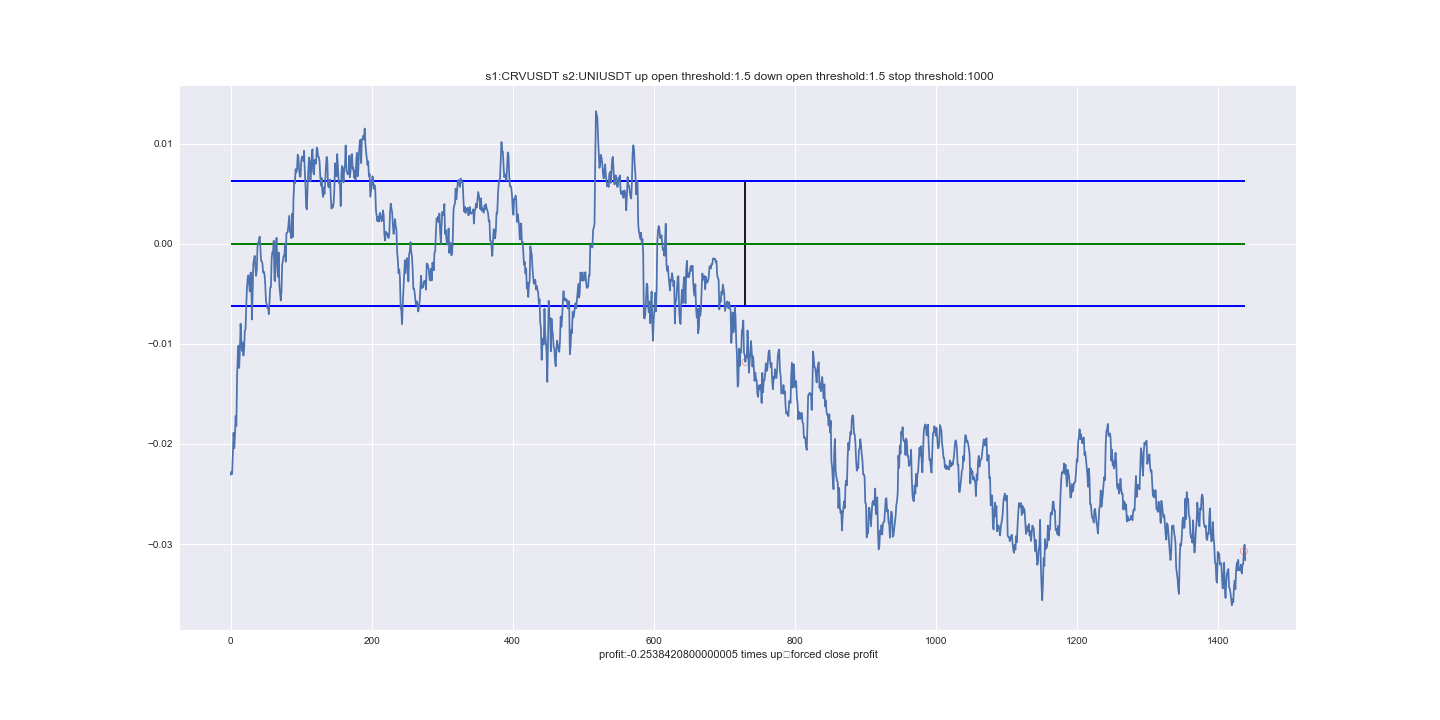 s1:CRVUSDT s2:UNIUSDT up open threshold:1.5 down open threshold:1.5 stop threshold:1000
0.01
0.00
−0.01
−0.02
−0.03
0 200 400 600 800 1000 1200 1400
profit:-0.2538420800000005 times up□forced close profit